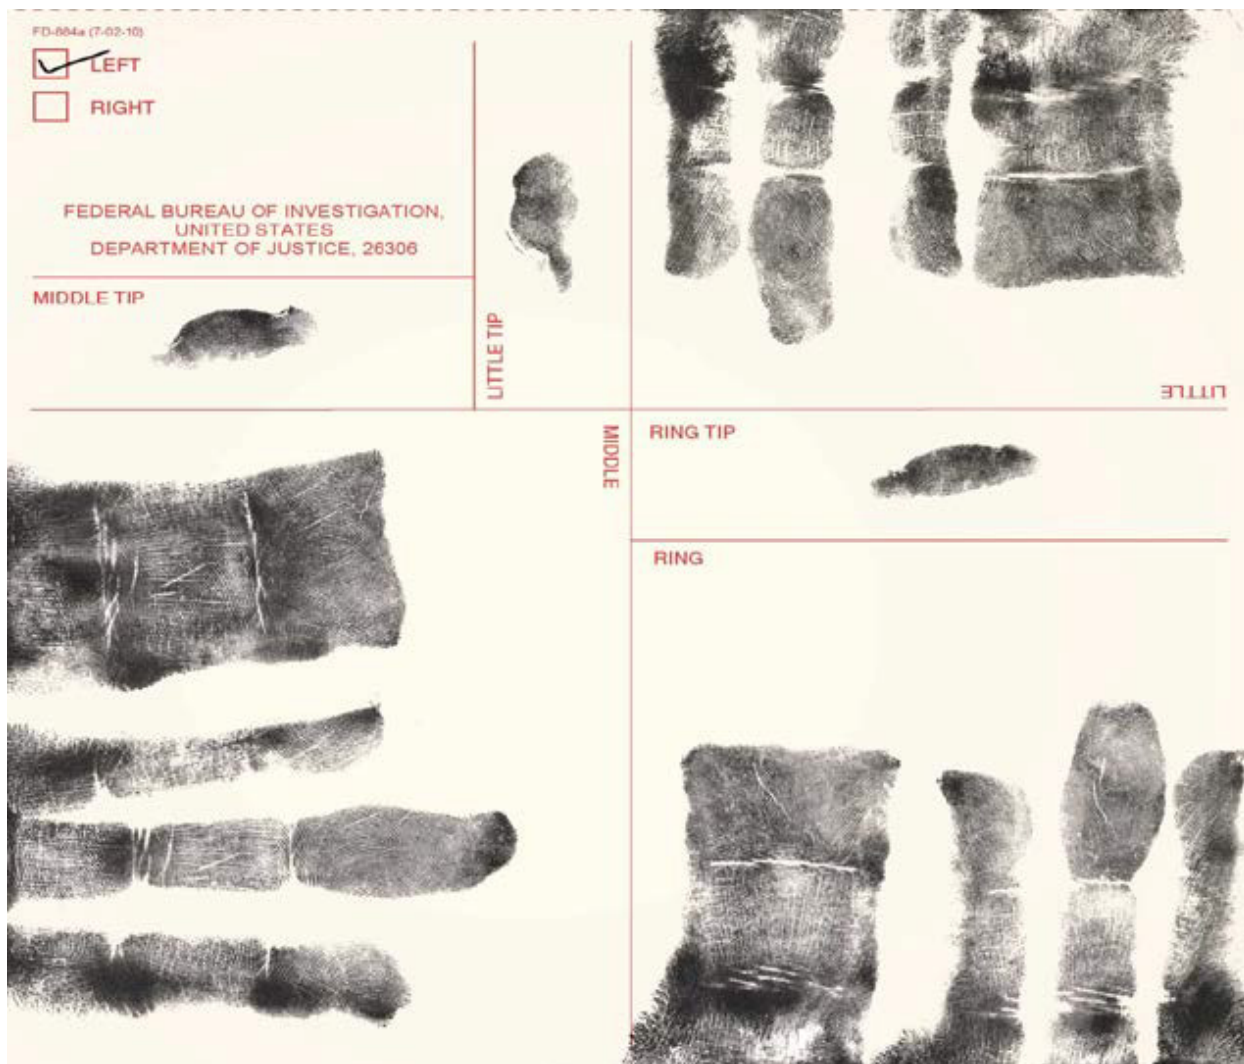 FD-884a (7-02-10)
LEFT
RIGHT
FEDERAL BUREAU OF INVESTIGATION,
UNITED STATES
DEPARTMENT OF JUSTICE, 26306
MIDDLE TIP
LITTLE TIP
LITTLE
MIDDLE
RING TIP
RING